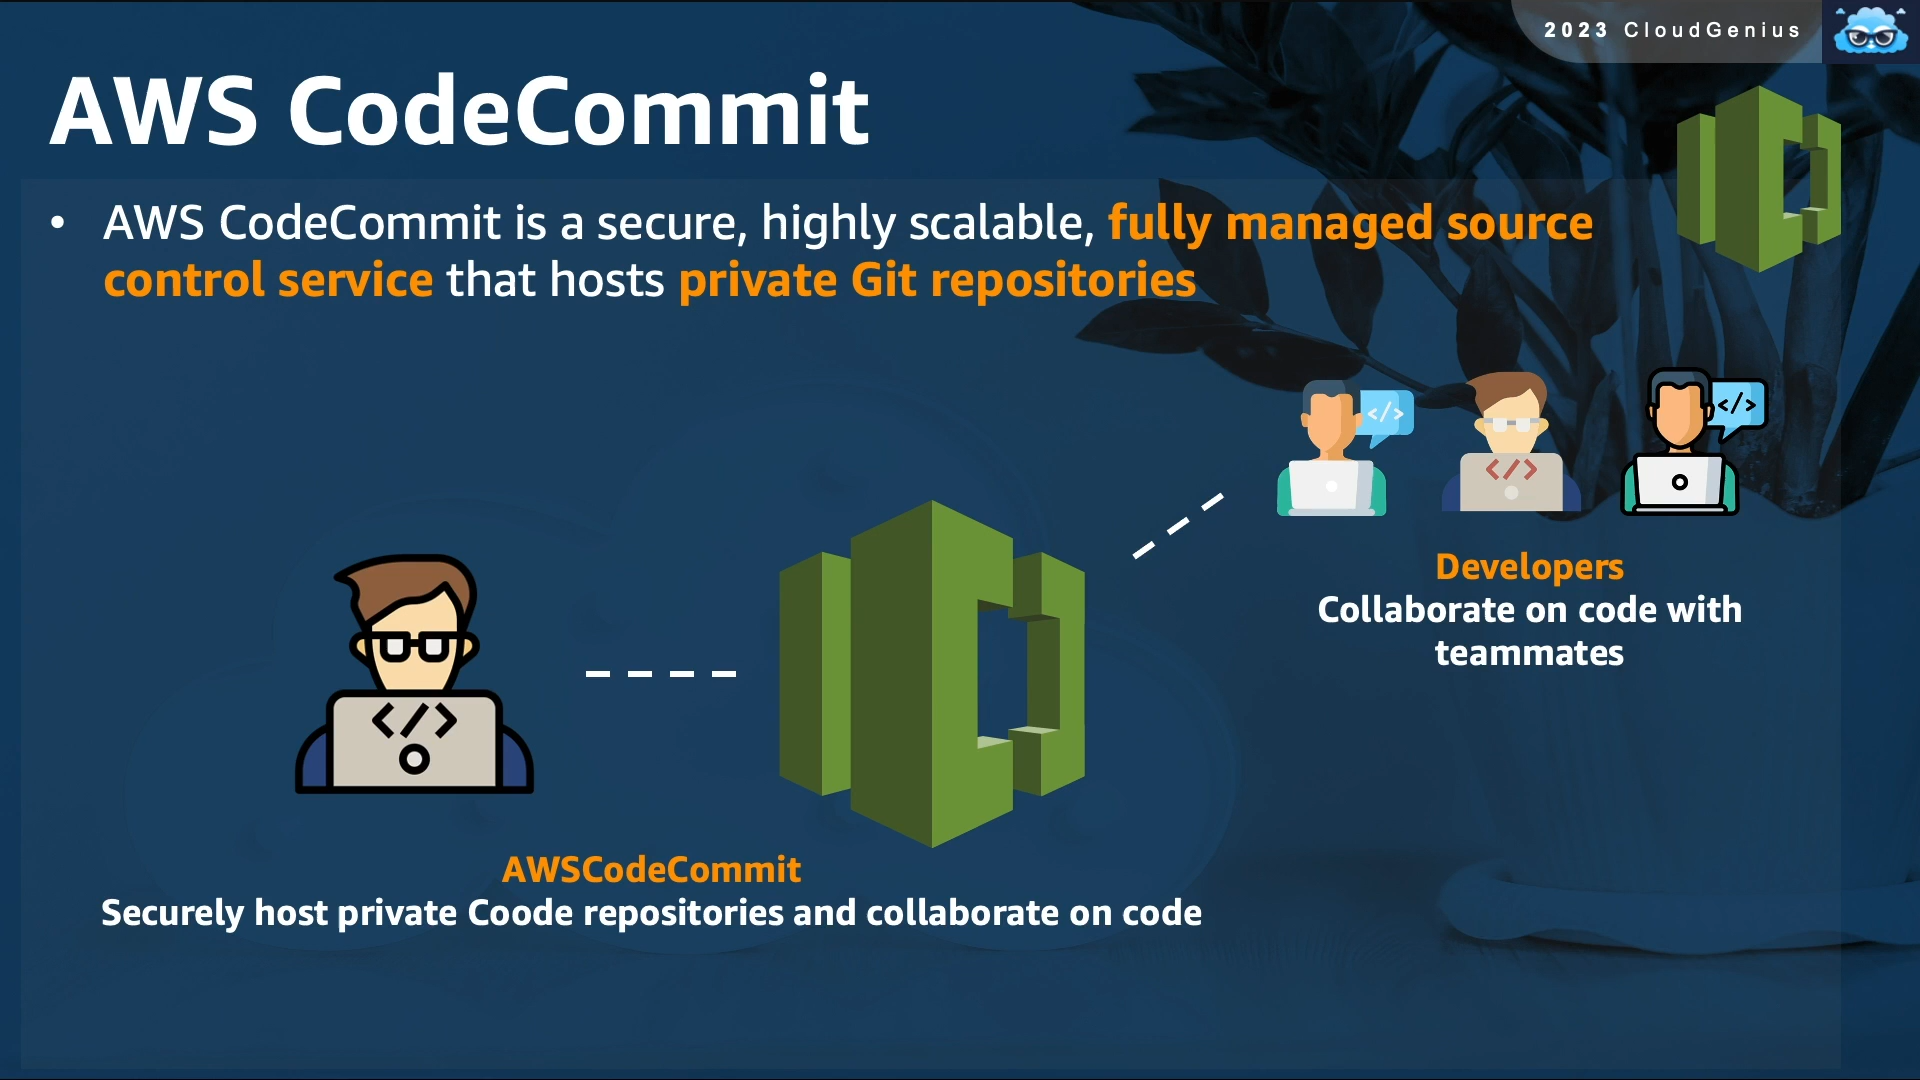 2023 CloudGenius
AWS CodeCommit
• AWS CodeCommit is a secure, highly scalable, fully managed source
control service that hosts private Git repositories
</>
</>
</>
Developers
Collaborate on code with
teammates
</>
AWSCodeCommit
Securely host private Coode repositories and collaborate on code